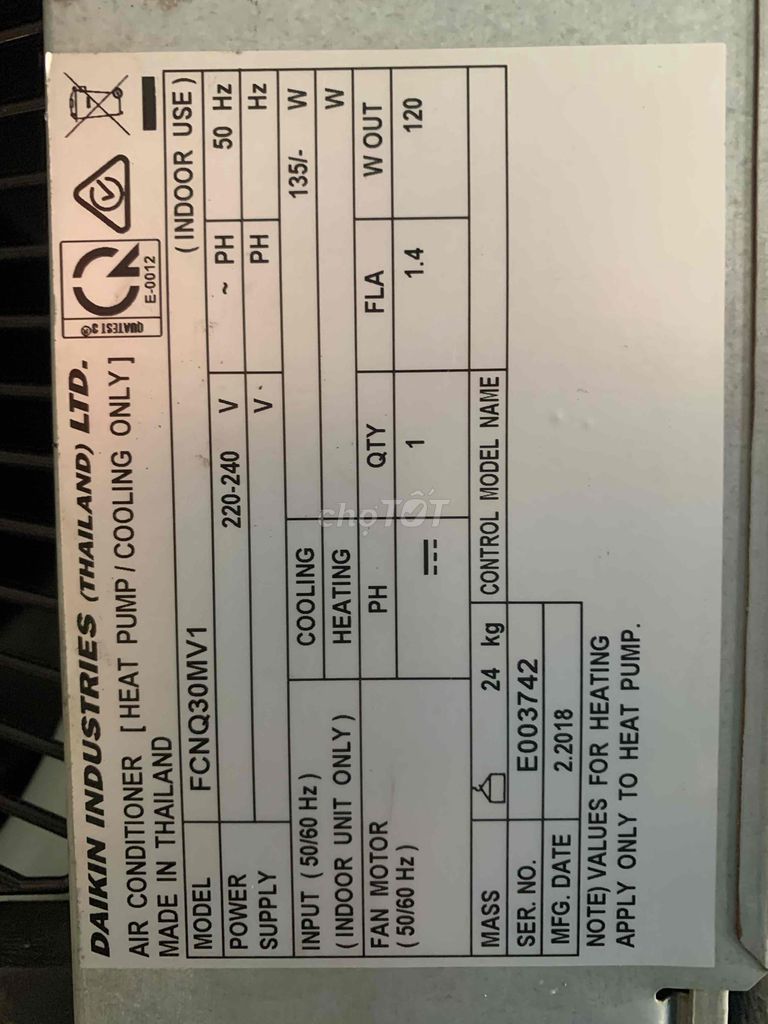 DAIKIN INDUSTRIES (THAILAND) LTD.
AIR CONDITIONER [HEAT PUMP / COOLING ONLY]
MADE IN THAILAND
QUATEST 3®
E-0012
MODEL FCNQ30MV1 (INDOOR USE)
POWER SUPPLY 220-240 V ~ PH 50 Hz
V PH Hz
INPUT (50/60 Hz) (INDOOR UNIT ONLY) COOLING 135/- W
HEATING W
FAN MOTOR (50/60 Hz) PH QTY FLA W OUT
1 1.4 120
MASS 24 kg CONTROL MODEL NAME
SER. NO. E003742
MFG. DATE 2.2018
NOTE) VALUES FOR HEATING
APPLY ONLY TO HEAT PUMP.
chợTỐT